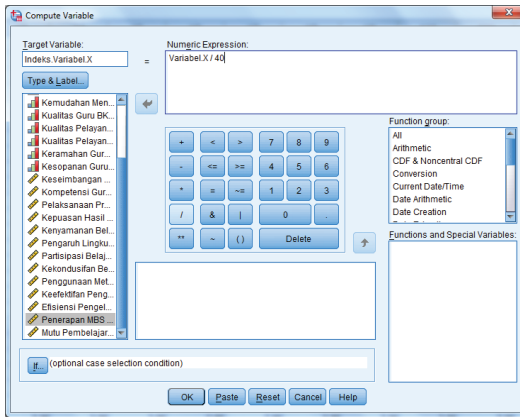 Compute Variable
Target Variable:
Indeks.Variabel.X
=
Numeric Expression:
Variabel.X / 40
Type & Label...
Kemudahan Men...
Kualitas Guru BK...
Kualitas Pelayan...
Kualitas Pelayan...
Keramahan Gur...
Kesopanan Guru...
Keseimbangan ...
Kompetensi Gur...
Pelaksanaan Pr...
Kepuasan Hasil ...
Kenyamanan Bel...
Pengaruh Lingku...
Partisipasi Belaj...
Kekondusifan Be...
Penggunaan Met...
Keefektifan Peng...
Efisiensi Pengel...
Penerapan MBS ...
Mutu Pembelajar...
+ < > 7 8 9
- <= >= 4 5 6
* = ~= 1 2 3
/ & | 0 .
** ~ ( ) Delete
Function group:
All
Arithmetic
CDF & Noncentral CDF
Conversion
Current Date/Time
Date Arithmetic
Date Creation
Functions and Special Variables:
If... (optional case selection condition)
OK Paste Reset Cancel Help